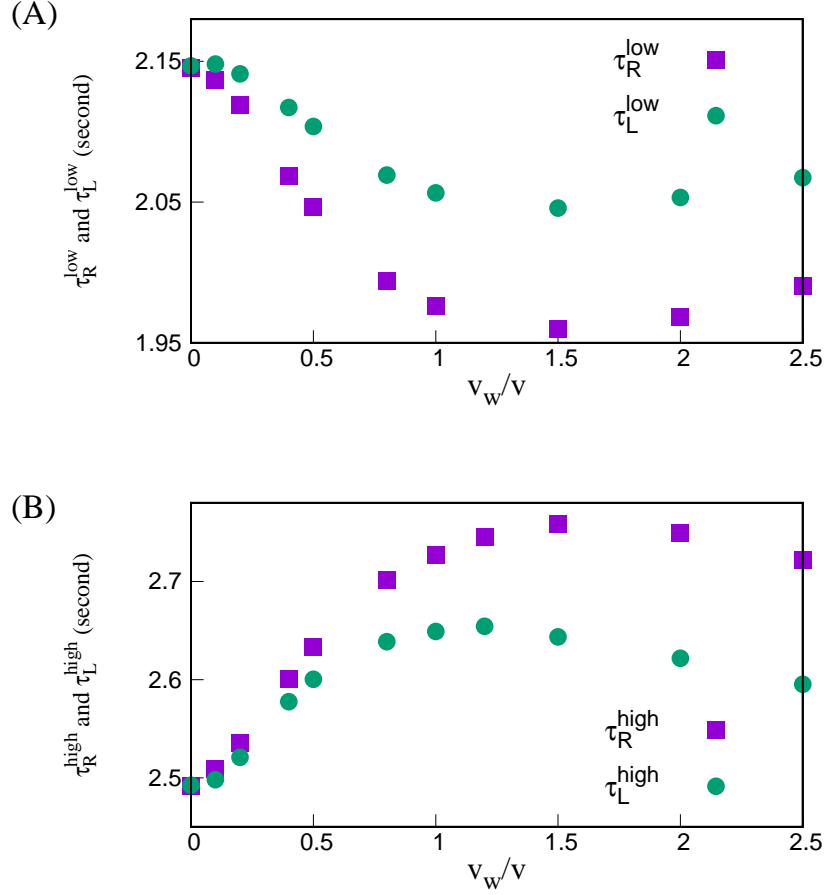 (A)
τ_R^low and τ_L^low (second)
2.15
2.05
1.95
τ_R^low
τ_L^low
0 0.5 1 1.5 2 2.5
v_w/v
(B)
τ_R^high and τ_L^high (second)
2.7
2.6
2.5
τ_R^high
τ_L^high
0 0.5 1 1.5 2 2.5
v_w/v